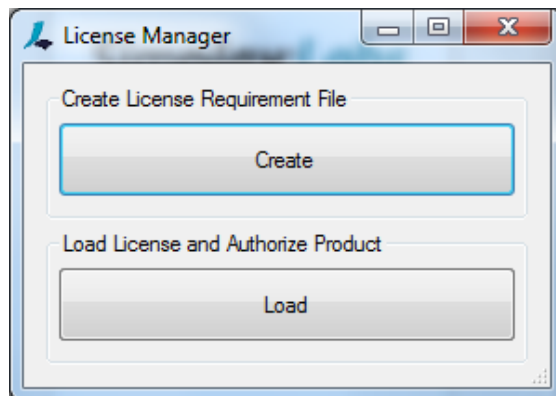 License Manager
Create License Requirement File
Create
Load License and Authorize Product
Load